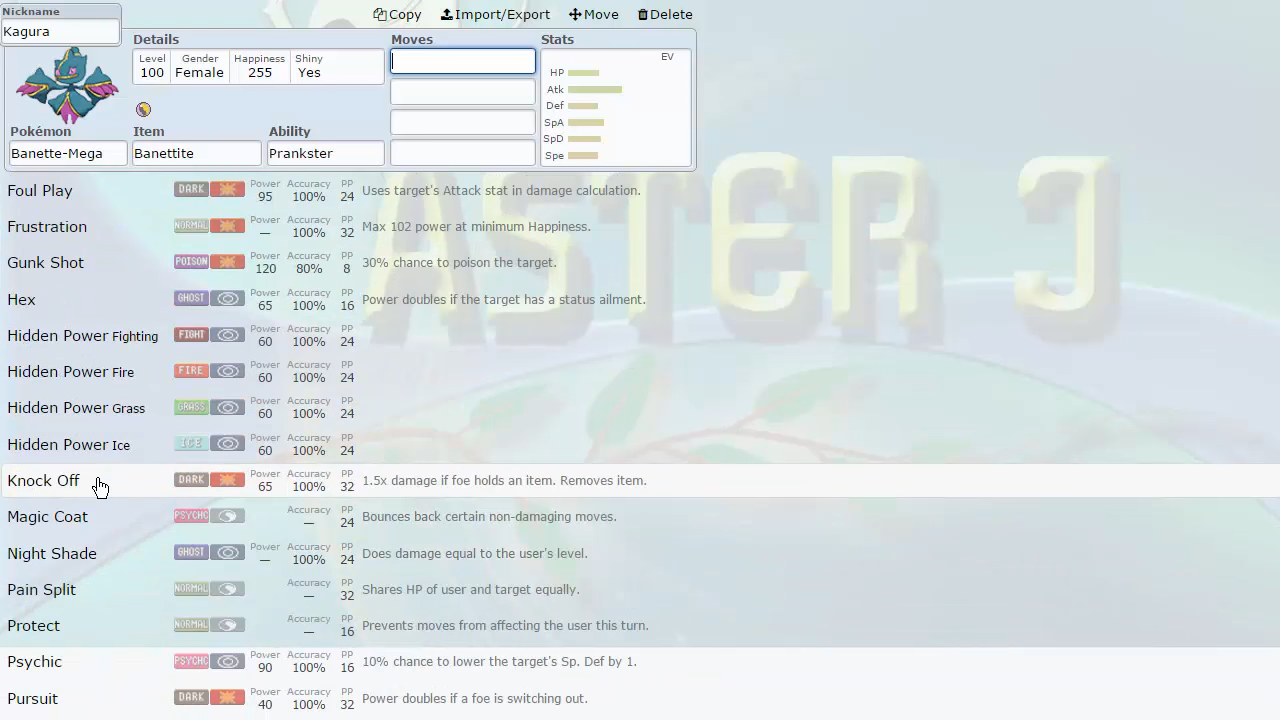 Nickname
Kagura
Copy Import/Export Move Delete
Details
Level Gender Happiness Shiny
100 Female 255 Yes
Moves
Stats
EV
HP
Atk
Def
SpA
SpD
Spe
Pokémon Item Ability
Banette-Mega Banettite Prankster
ASTER J
Foul Play DARK Power 95 Accuracy 100% PP 24 Uses target's Attack stat in damage calculation.
Frustration NORMAL Power — Accuracy 100% PP 32 Max 102 power at minimum Happiness.
Gunk Shot POISON Power 120 Accuracy 80% PP 8 30% chance to poison the target.
Hex GHOST Power 65 Accuracy 100% PP 16 Power doubles if the target has a status ailment.
Hidden Power Fighting FIGHT Power 60 Accuracy 100% PP 24
Hidden Power Fire FIRE Power 60 Accuracy 100% PP 24
Hidden Power Grass GRASS Power 60 Accuracy 100% PP 24
Hidden Power Ice ICE Power 60 Accuracy 100% PP 24
Knock Off DARK Power 65 Accuracy 100% PP 32 1.5x damage if foe holds an item. Removes item.
Magic Coat PSYCHC Accuracy — PP 24 Bounces back certain non-damaging moves.
Night Shade GHOST Power — Accuracy 100% PP 24 Does damage equal to the user's level.
Pain Split NORMAL Accuracy — PP 32 Shares HP of user and target equally.
Protect NORMAL Accuracy — PP 16 Prevents moves from affecting the user this turn.
Psychic PSYCHC Power 90 Accuracy 100% PP 16 10% chance to lower the target's Sp. Def by 1.
Pursuit DARK Power 40 Accuracy 100% PP 32 Power doubles if a foe is switching out.